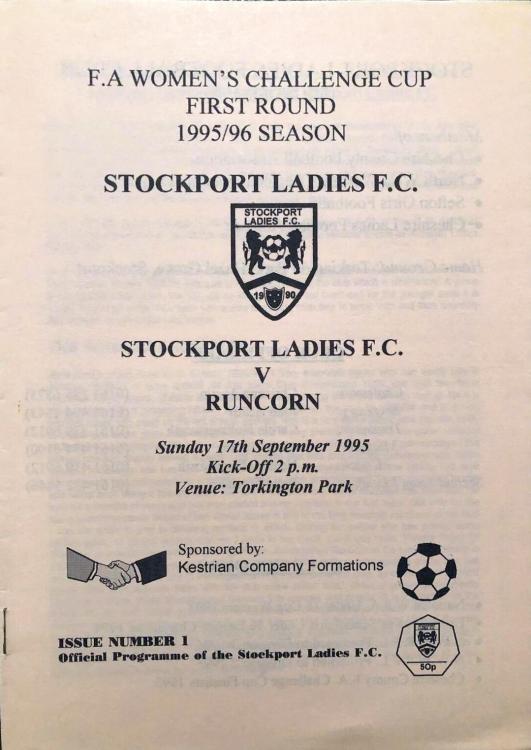 F.A WOMEN'S CHALLENGE CUP
FIRST ROUND
1995/96 SEASON
STOCKPORT LADIES F.C.
STOCKPORT
LADIES F.C.
1990
STOCKPORT LADIES F.C.
V
RUNCORN
Sunday 17th September 1995
Kick-Off 2 p.m.
Venue: Torkington Park
Sponsored by:
Kestrian Company Formations
ISSUE NUMBER 1
Official Programme of the Stockport Ladies F.C.
50p